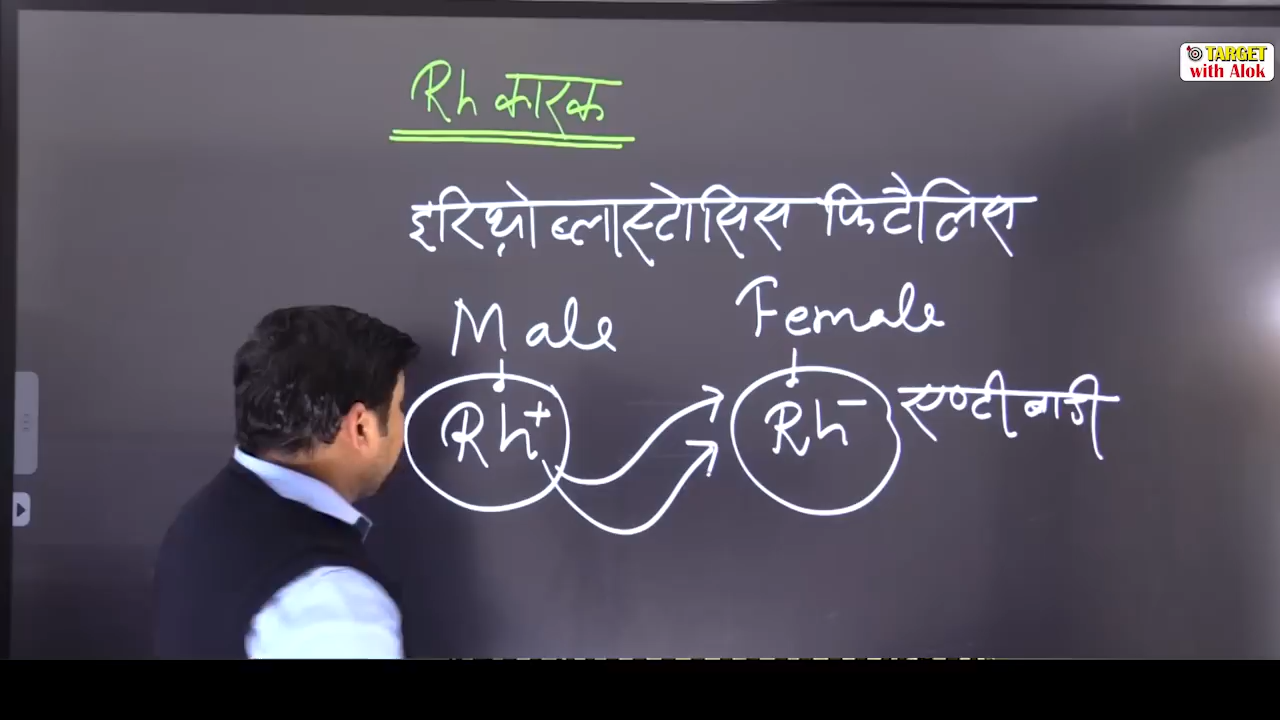 TARGET
with Alok
Rh कारक
इरिथ्रोब्लास्टोसिस फिटैलिस
Male Female
Rh+ Rh- एण्टीबाडी